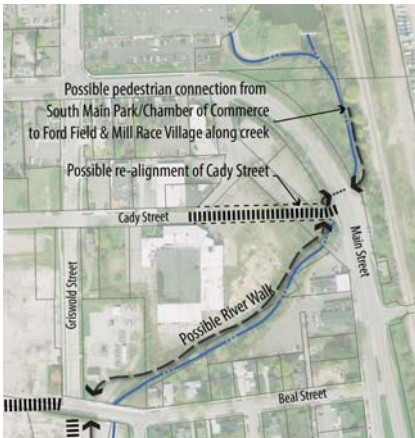 Possible pedestrian connection from
South Main Park/Chamber of Commerce
to Ford Field & Mill Race Village along creek
Possible re-alignment of Cady Street
Cady Street
Griswold Street
Main Street
Possible River Walk
Beal Street